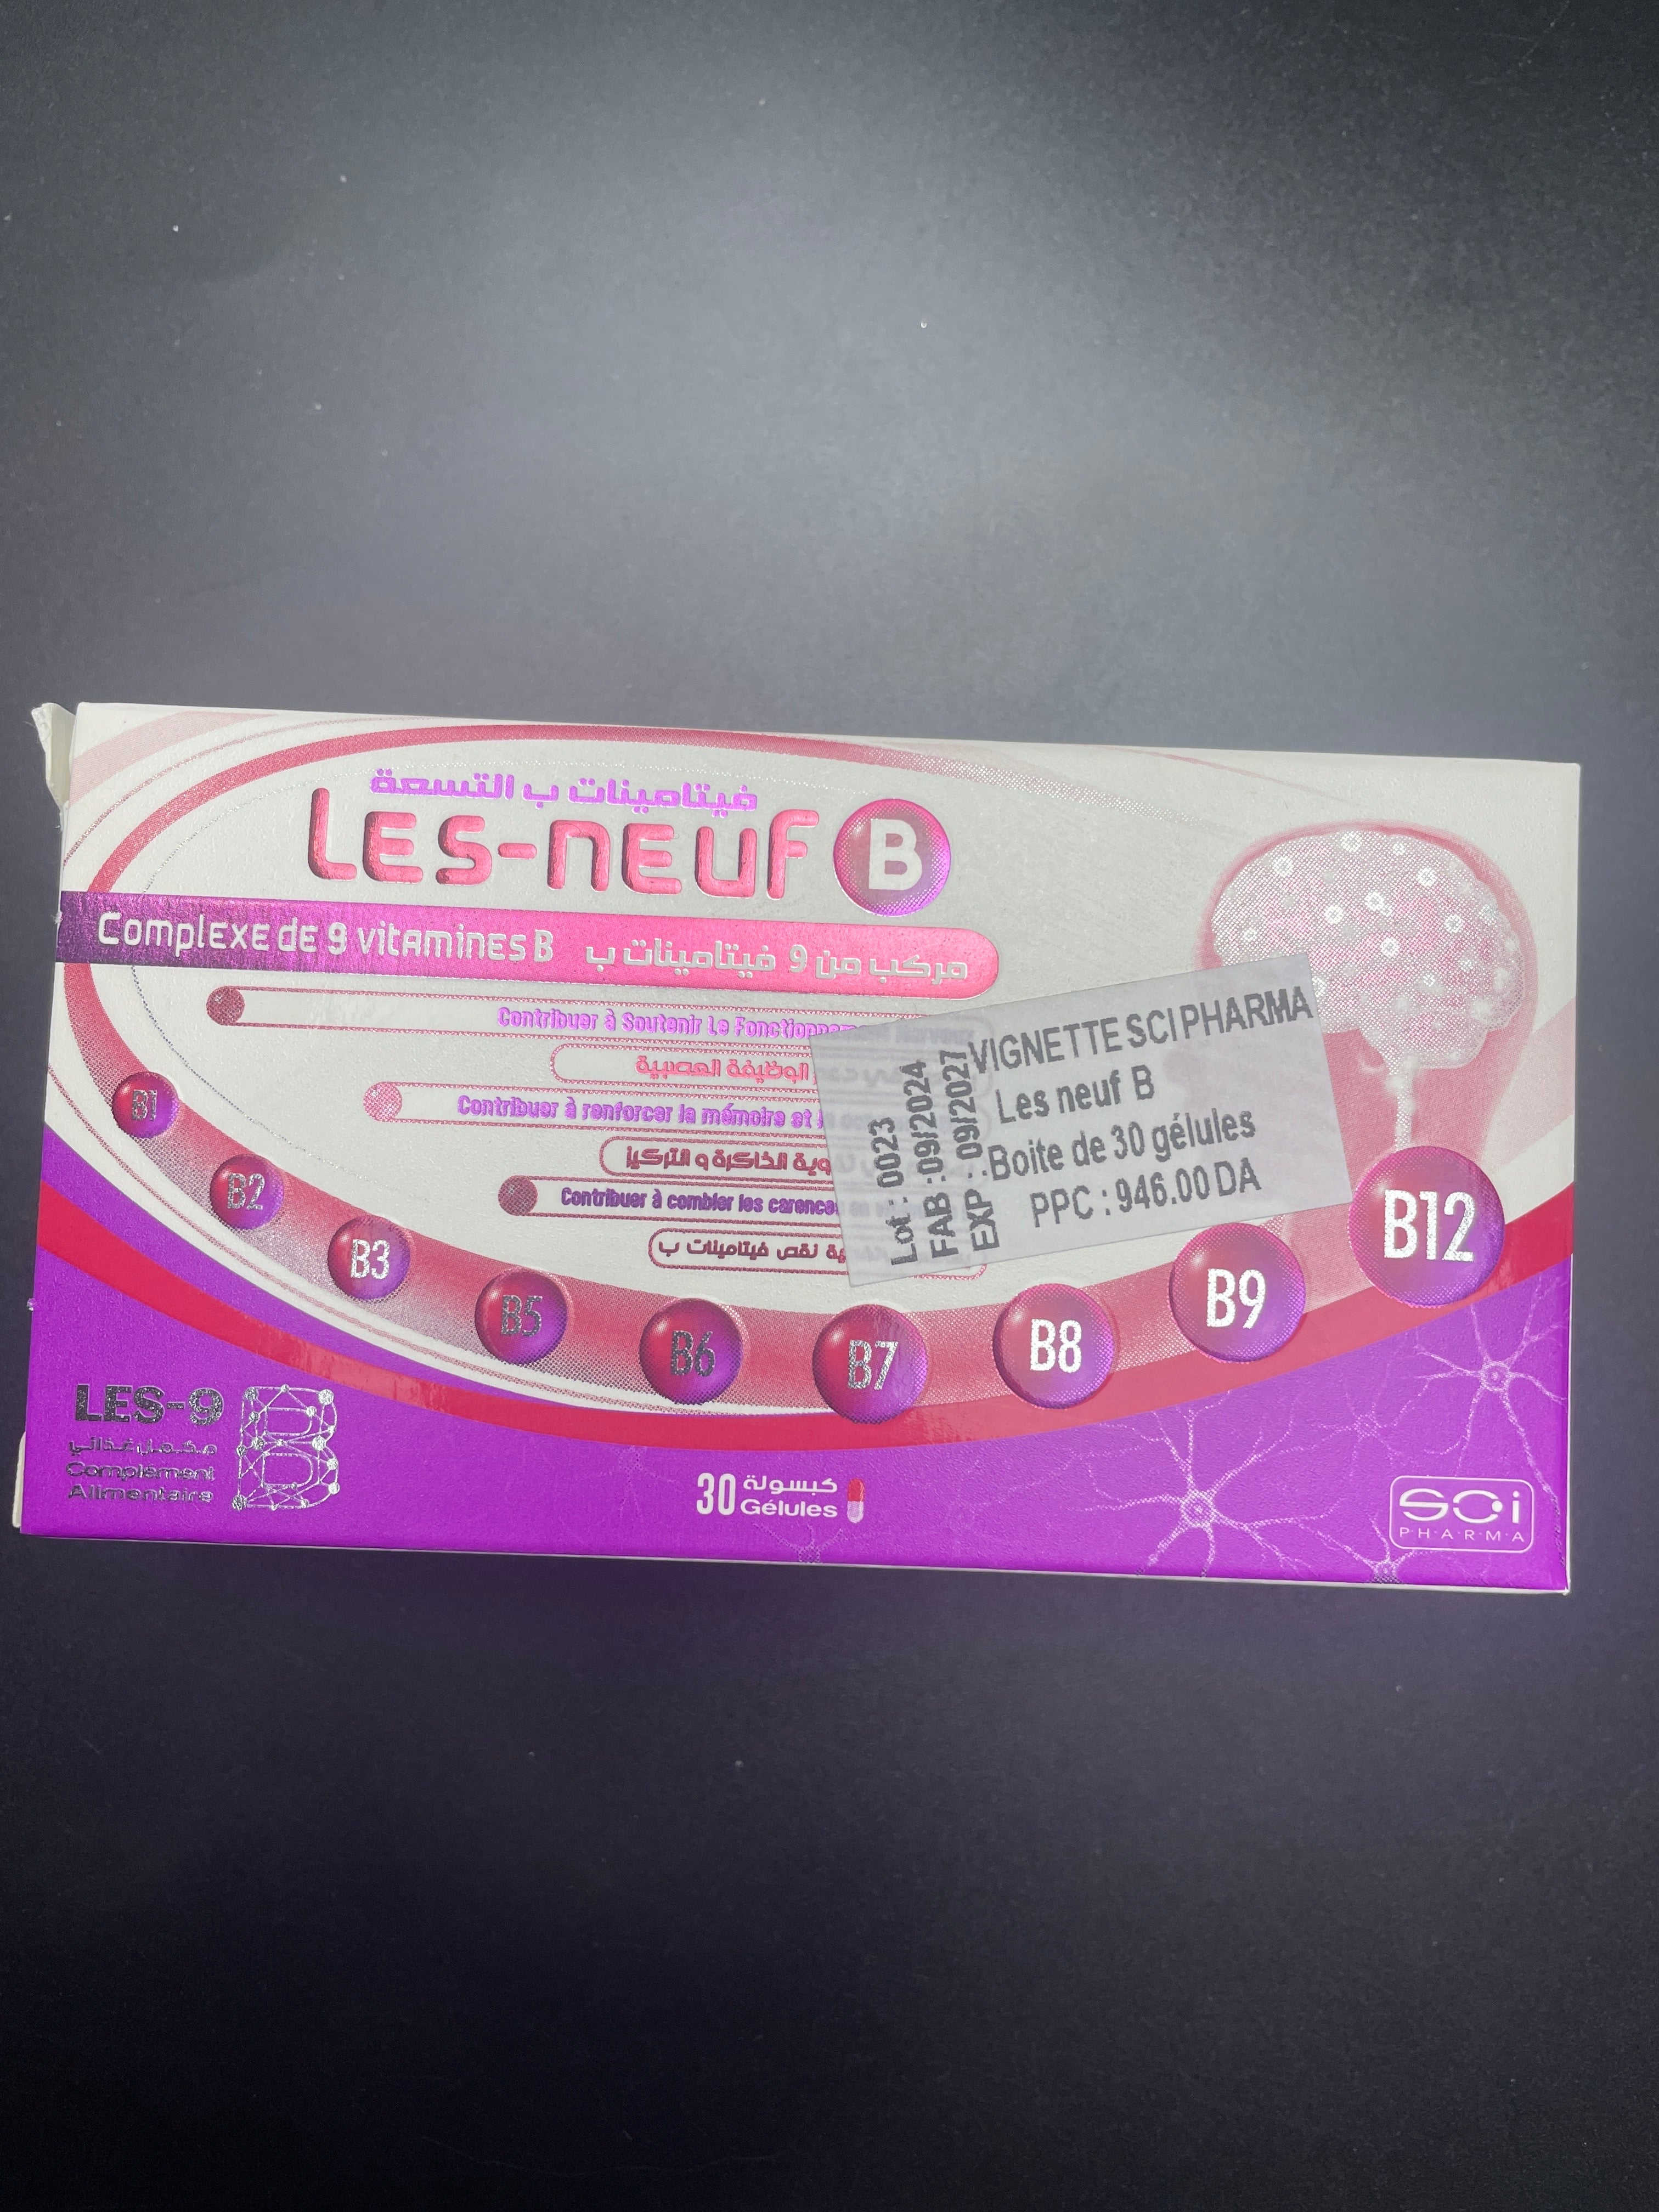 فيتامينات ب التسعة
LES-NEUF B
Complexe de 9 vitamines B
مركب من 9 فيتامينات ب
Contribuer à Soutenir Le
الوظيفة العصبية
Contribuer à renforcer la mémoire et
الذاكرة و التركيز
Contribuer à combler les
نقص فيتامينات ب
VIGNETTE SCI PHARMA
Les neuf B
Boite de 30 gélules
PPC : 946.00 DA
Lot : 0023
FAB : 09/2024
EXP : 09/2027
B1
B2
B3
B5
B6
B7
B8
B9
B12
LES-9
B
مكمل غذائي
Complement
Alimentaire
30
كبسولة
Gélules
SCi
PHARMA